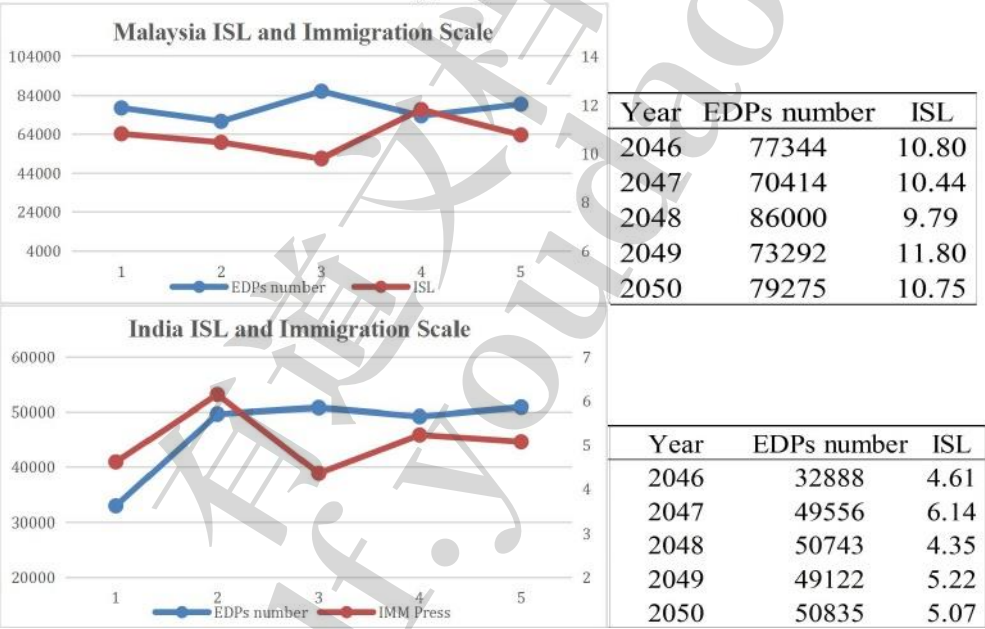 Malaysia ISL and Immigration Scale
104000
84000
64000
44000
24000
4000
14
12
10
8
6
1 2 3 4 5
EDPs number ISL
Year EDPs number ISL
2046 77344 10.80
2047 70414 10.44
2048 86000 9.79
2049 73292 11.80
2050 79275 10.75
India ISL and Immigration Scale
60000
50000
40000
30000
20000
7
6
5
4
3
2
1 2 3 4 5
EDPs number IMM Press
Year EDPs number ISL
2046 32888 4.61
2047 49556 6.14
2048 50743 4.35
2049 49122 5.22
2050 50835 5.07